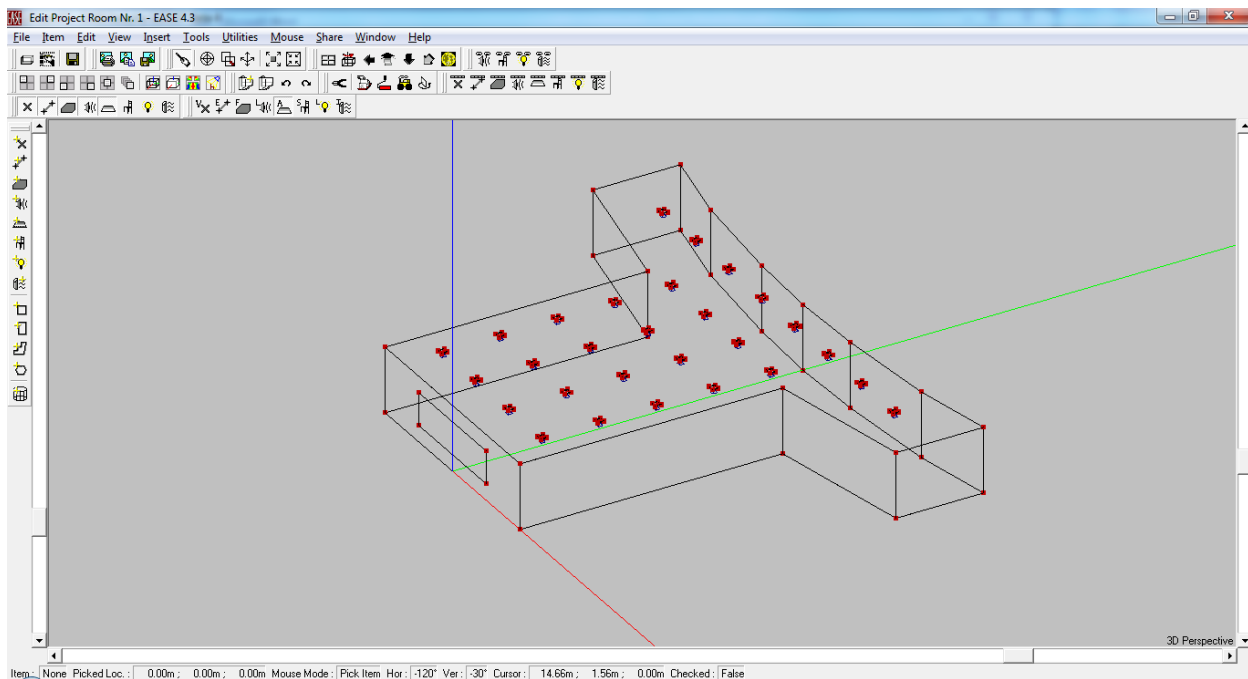 EASE Edit Project Room Nr. 1 - EASE 4.3
File Item Edit View Insert Tools Utilities Mouse Share Window Help
3D Perspective
Item : None Picked Loc. : 0.00m ; 0.00m ; 0.00m Mouse Mode : Pick Item Hor : -120° Ver : -30° Cursor : 14.66m ; 1.56m ; 0.00m Checked : False